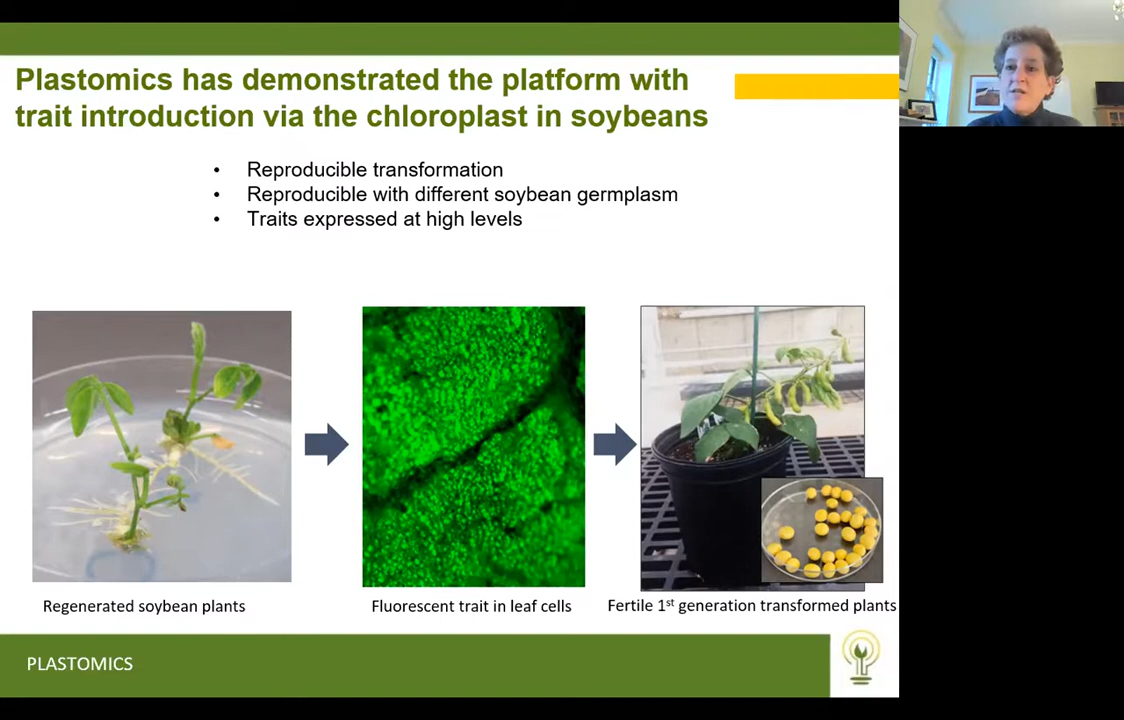 Plastomics has demonstrated the platform with
trait introduction via the chloroplast in soybeans
• Reproducible transformation
• Reproducible with different soybean germplasm
• Traits expressed at high levels
Regenerated soybean plants
Fluorescent trait in leaf cells
Fertile 1st generation transformed plants
PLASTOMICS